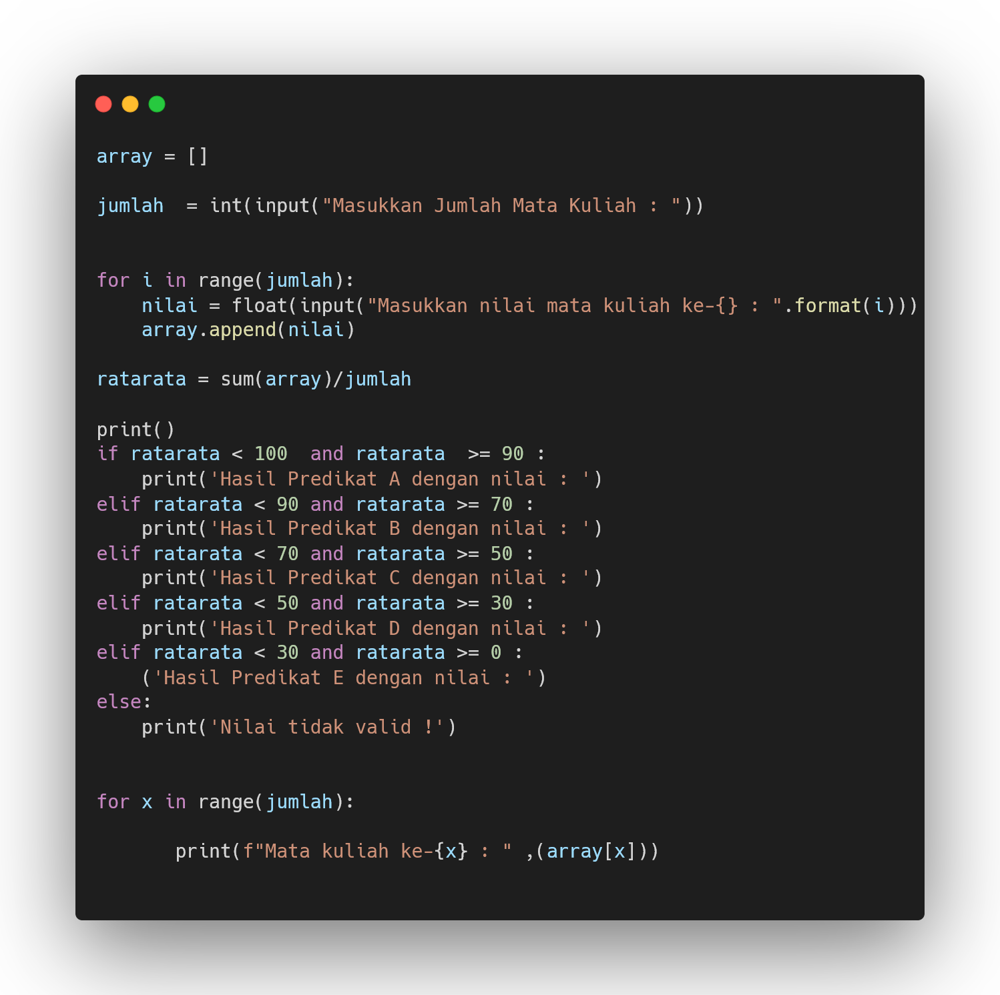 array = []
jumlah  = int(input("Masukkan Jumlah Mata Kuliah : "))
for i in range(jumlah):
    nilai = float(input("Masukkan nilai mata kuliah ke-{} : ".format(i)))
    array.append(nilai)
ratarata = sum(array)/jumlah
print()
if ratarata < 100  and ratarata  >= 90 :
    print('Hasil Predikat A dengan nilai : ')
elif ratarata < 90 and ratarata >= 70 :
    print('Hasil Predikat B dengan nilai : ')
elif ratarata < 70 and ratarata >= 50 :
    print('Hasil Predikat C dengan nilai : ')
elif ratarata < 50 and ratarata >= 30 :
    print('Hasil Predikat D dengan nilai : ')
elif ratarata < 30 and ratarata >= 0 :
    ('Hasil Predikat E dengan nilai : ')
else:
    print('Nilai tidak valid !')
for x in range(jumlah):
       print(f"Mata kuliah ke-{x} : " ,(array[x]))